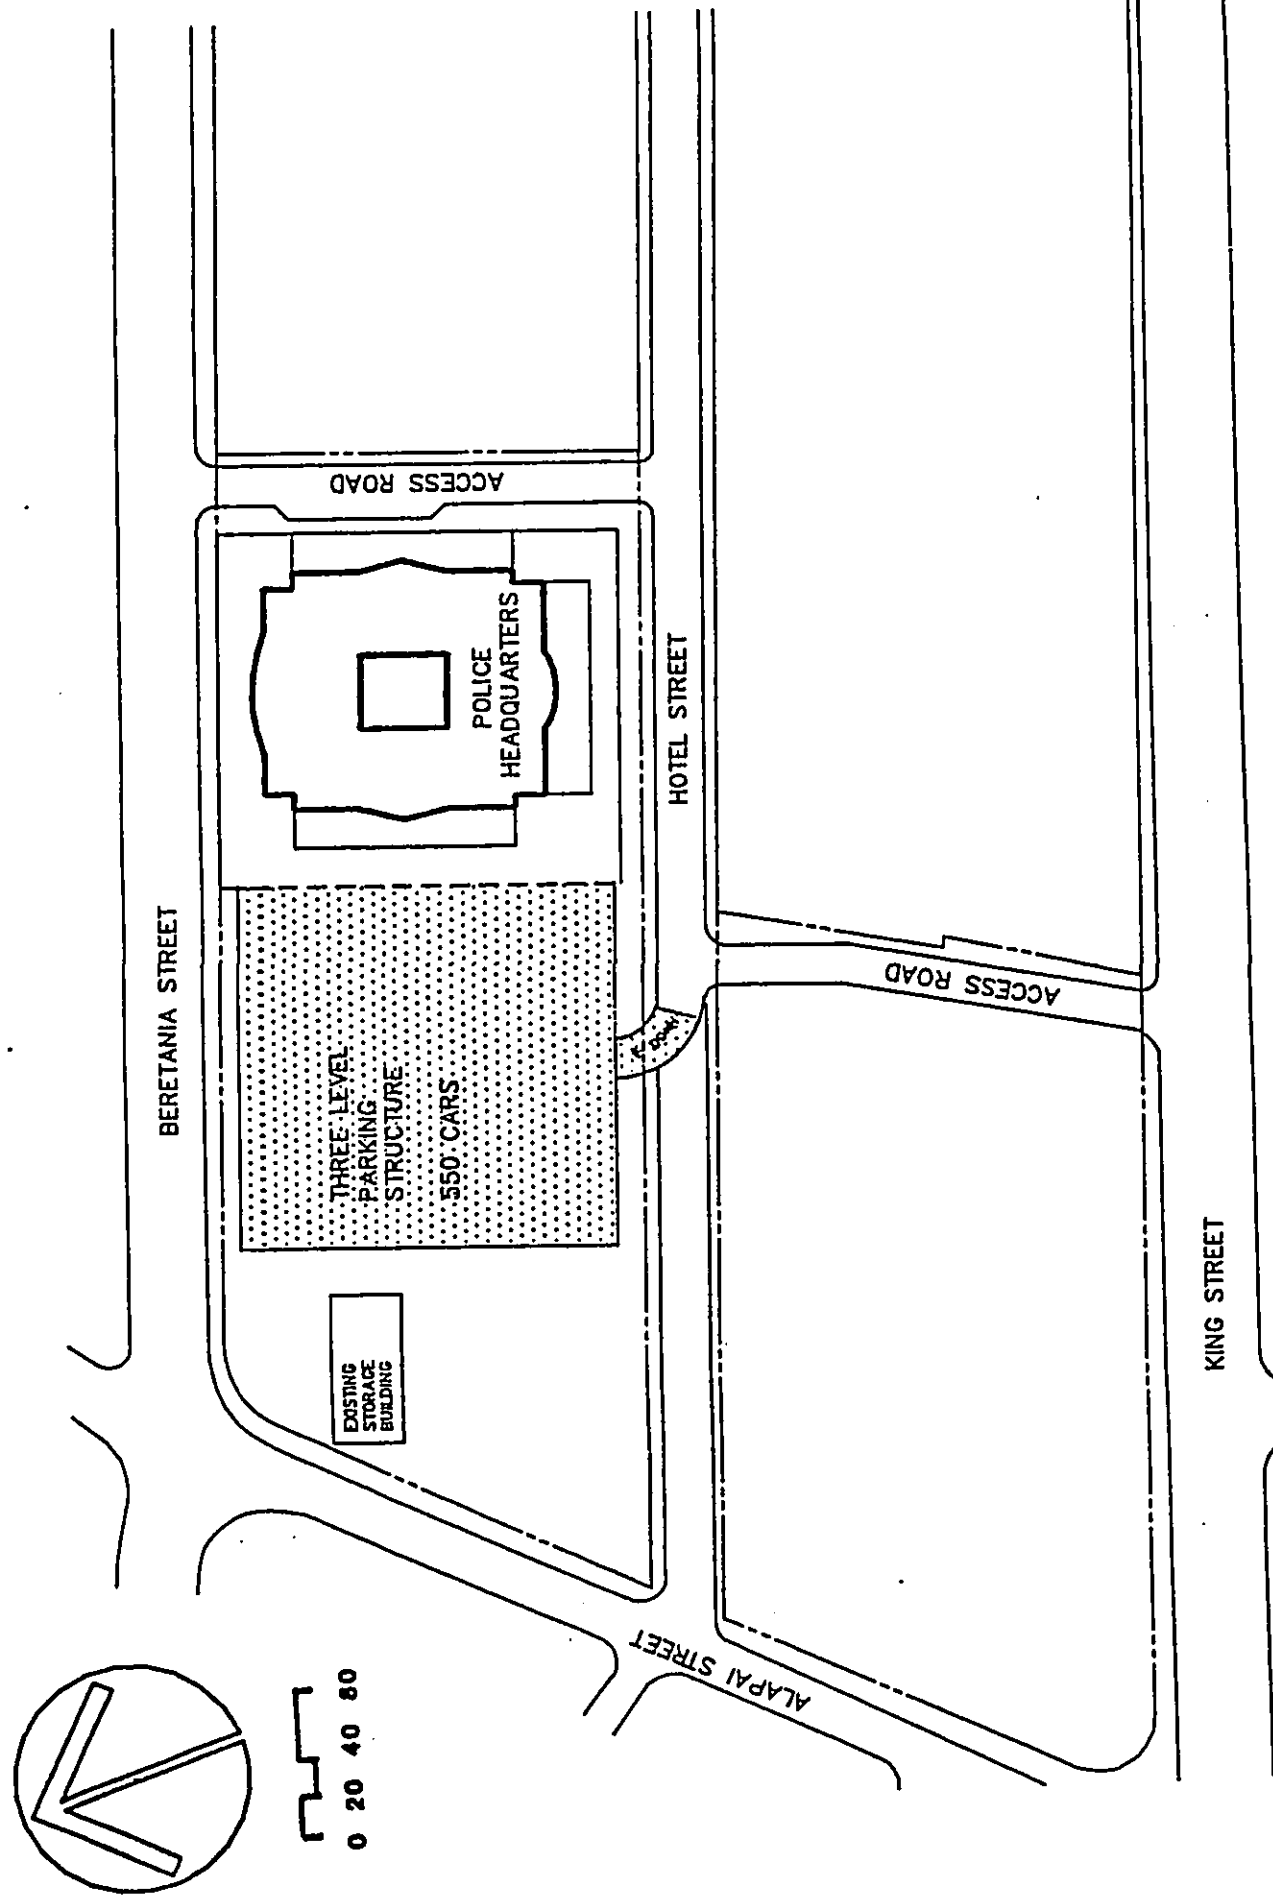 BERETANIA STREET
ACCESS ROAD
POLICE
HEADQUARTERS
HOTEL STREET
THREE LEVEL
PARKING
STRUCTURE
550 CARS
ACCESS ROAD
EXISTING
STORAGE
BUILDING
KING STREET
ALAPAI STREET
0 20 40 80